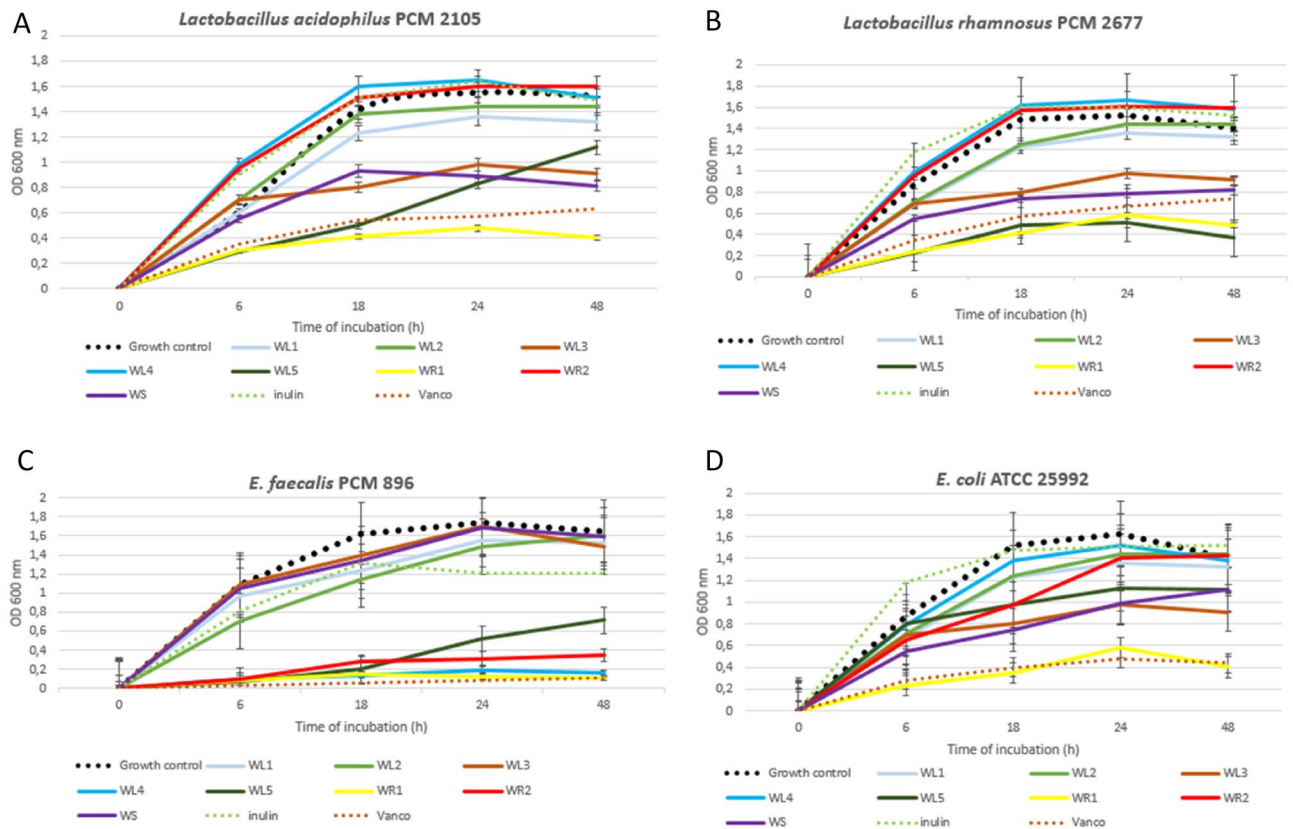 A
Lactobacillus acidophilus PCM 2105
OD 600 nm
1,8
1,6
1,4
1,2
1
0,8
0,6
0,4
0,2
0
0 6 18 24 48
Time of incubation (h)
Growth control WL1 WL2 WL3
WL4 WL5 WR1 WR2
WS inulin Vanco
B
Lactobacillus rhamnosus PCM 2677
OD 600 nm
2
1,8
1,6
1,4
1,2
1
0,8
0,6
0,4
0,2
0
0 6 18 24 48
Time of incubation (h)
Growth control WL1 WL2 WL3
WL4 WL5 WR1 WR2
WS inulin Vanco
C
E. faecalis PCM 896
OD 600 nm
2
1,8
1,6
1,4
1,2
1
0,8
0,6
0,4
0,2
0
0 6 18 24 48
Time of incubation (h)
Growth control WL1 WL2 WL3
WL4 WL5 WR1 WR2
WS inulin Vanco
D
E. coli ATCC 25992
OD 600 nm
2
1,8
1,6
1,4
1,2
1
0,8
0,6
0,4
0,2
0
0 6 18 24 48
Time of incubation (h)
Growth control WL1 WL2 WL3
WL4 WL5 WR1 WR2
WS inulin Vanco